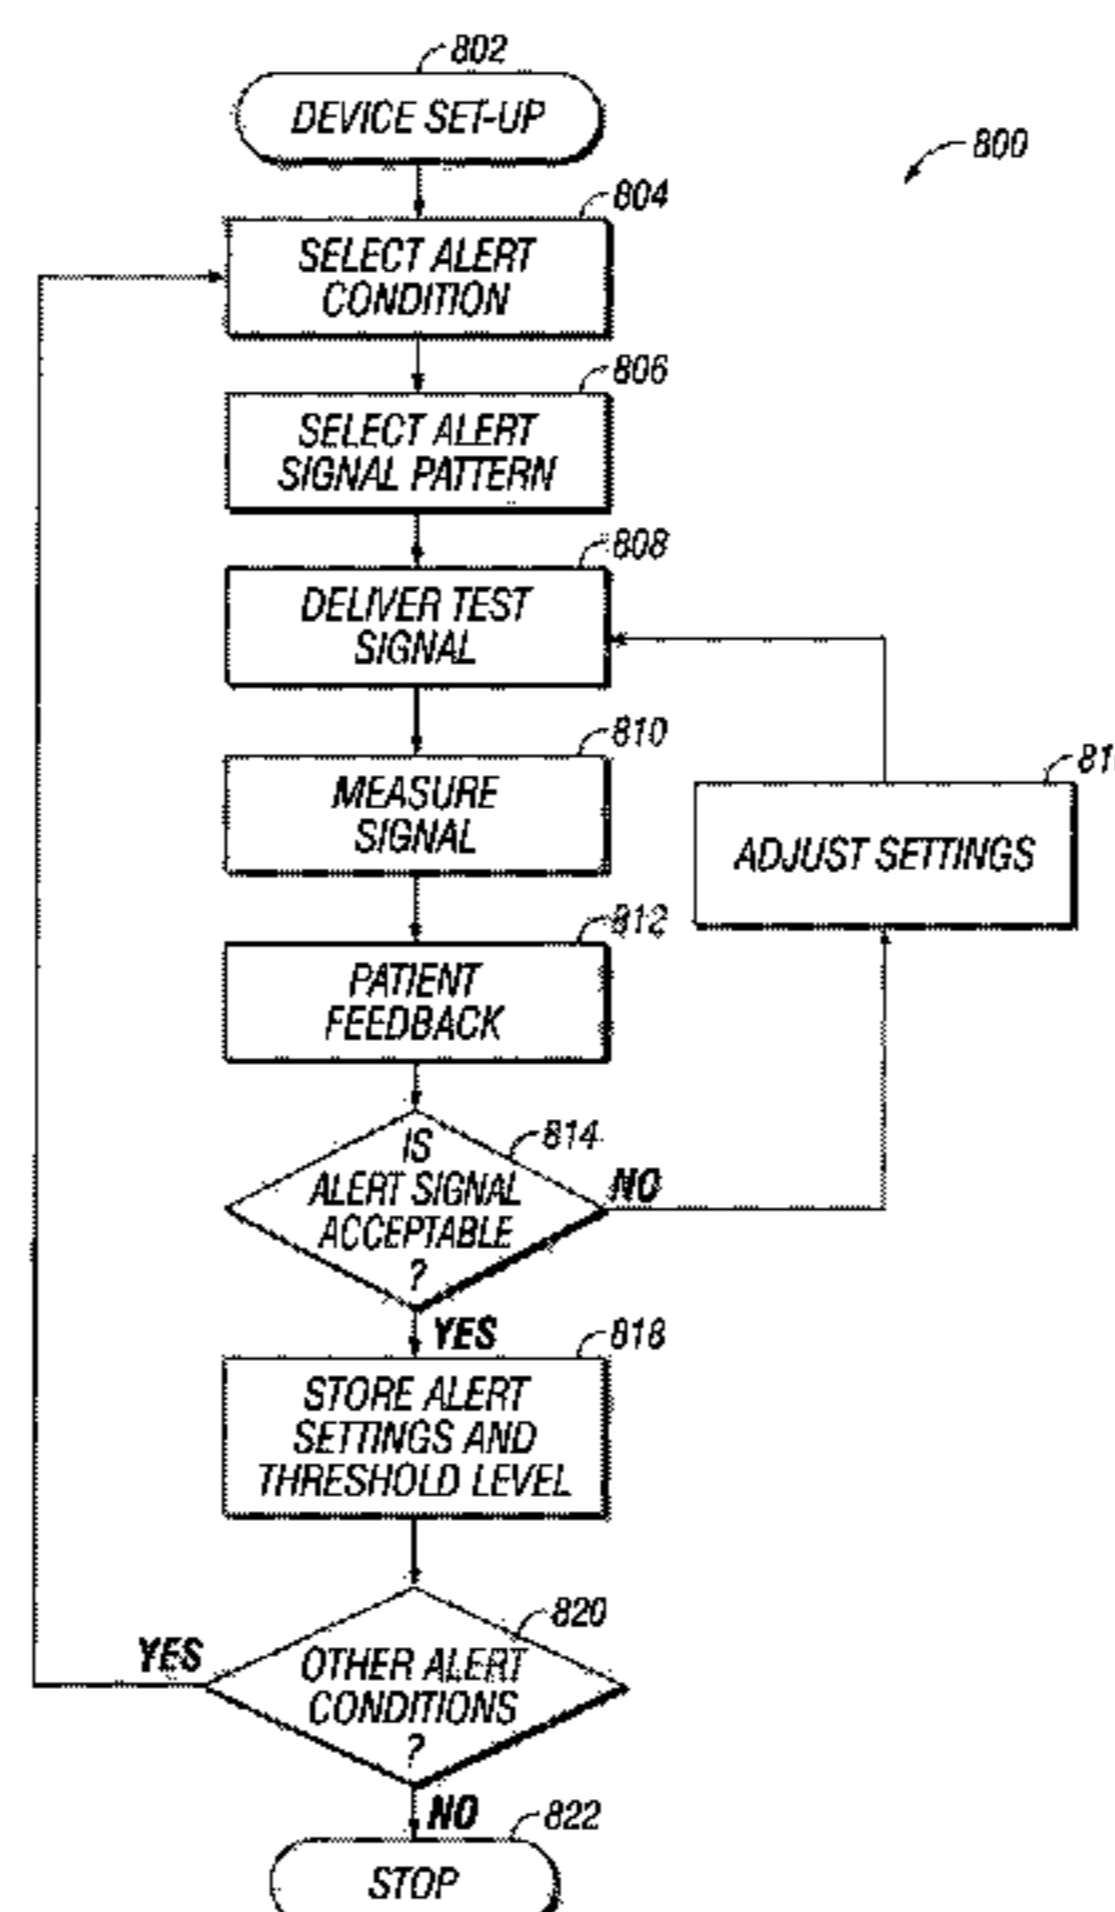 802
DEVICE SET-UP
800
804
SELECT ALERT
CONDITION
806
SELECT ALERT
SIGNAL PATTERN
808
DELIVER TEST
SIGNAL
810
MEASURE
SIGNAL
ADJUST SETTINGS
812
PATIENT
FEEDBACK
814
IS
ALERT SIGNAL
ACCEPTABLE
?
NO
YES
818
STORE ALERT
SETTINGS AND
THRESHOLD LEVEL
820
YES
OTHER ALERT
CONDITIONS
?
NO
822
STOP